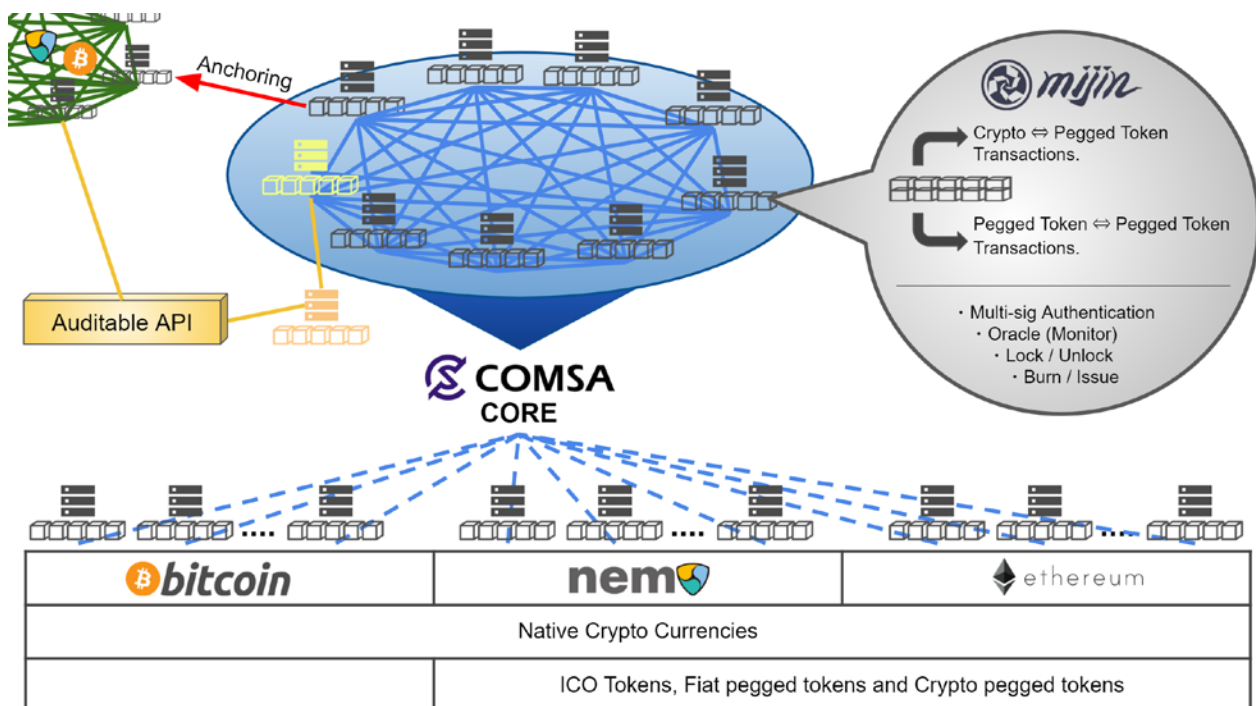 Anchoring
mijin
Crypto ⇔ Pegged Token
Transactions.
Pegged Token ⇔ Pegged Token
Transactions.
・Multi-sig Authentication
・Oracle (Monitor)
・Lock / Unlock
・Burn / Issue
Auditable API
COMSA
CORE
....
....
....
bitcoin
nem
ethereum
Native Crypto Currencies
ICO Tokens, Fiat pegged tokens and Crypto pegged tokens